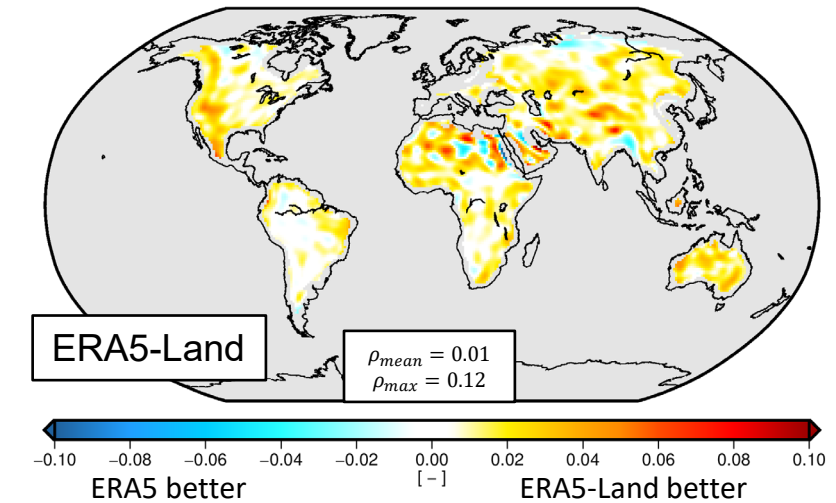 ERA5-Land
ρ_mean = 0.01
ρ_max = 0.12
−0.10 −0.08 −0.06 −0.04 −0.02 0.00 0.02 0.04 0.06 0.08 0.10
[-]
ERA5 better ERA5-Land better